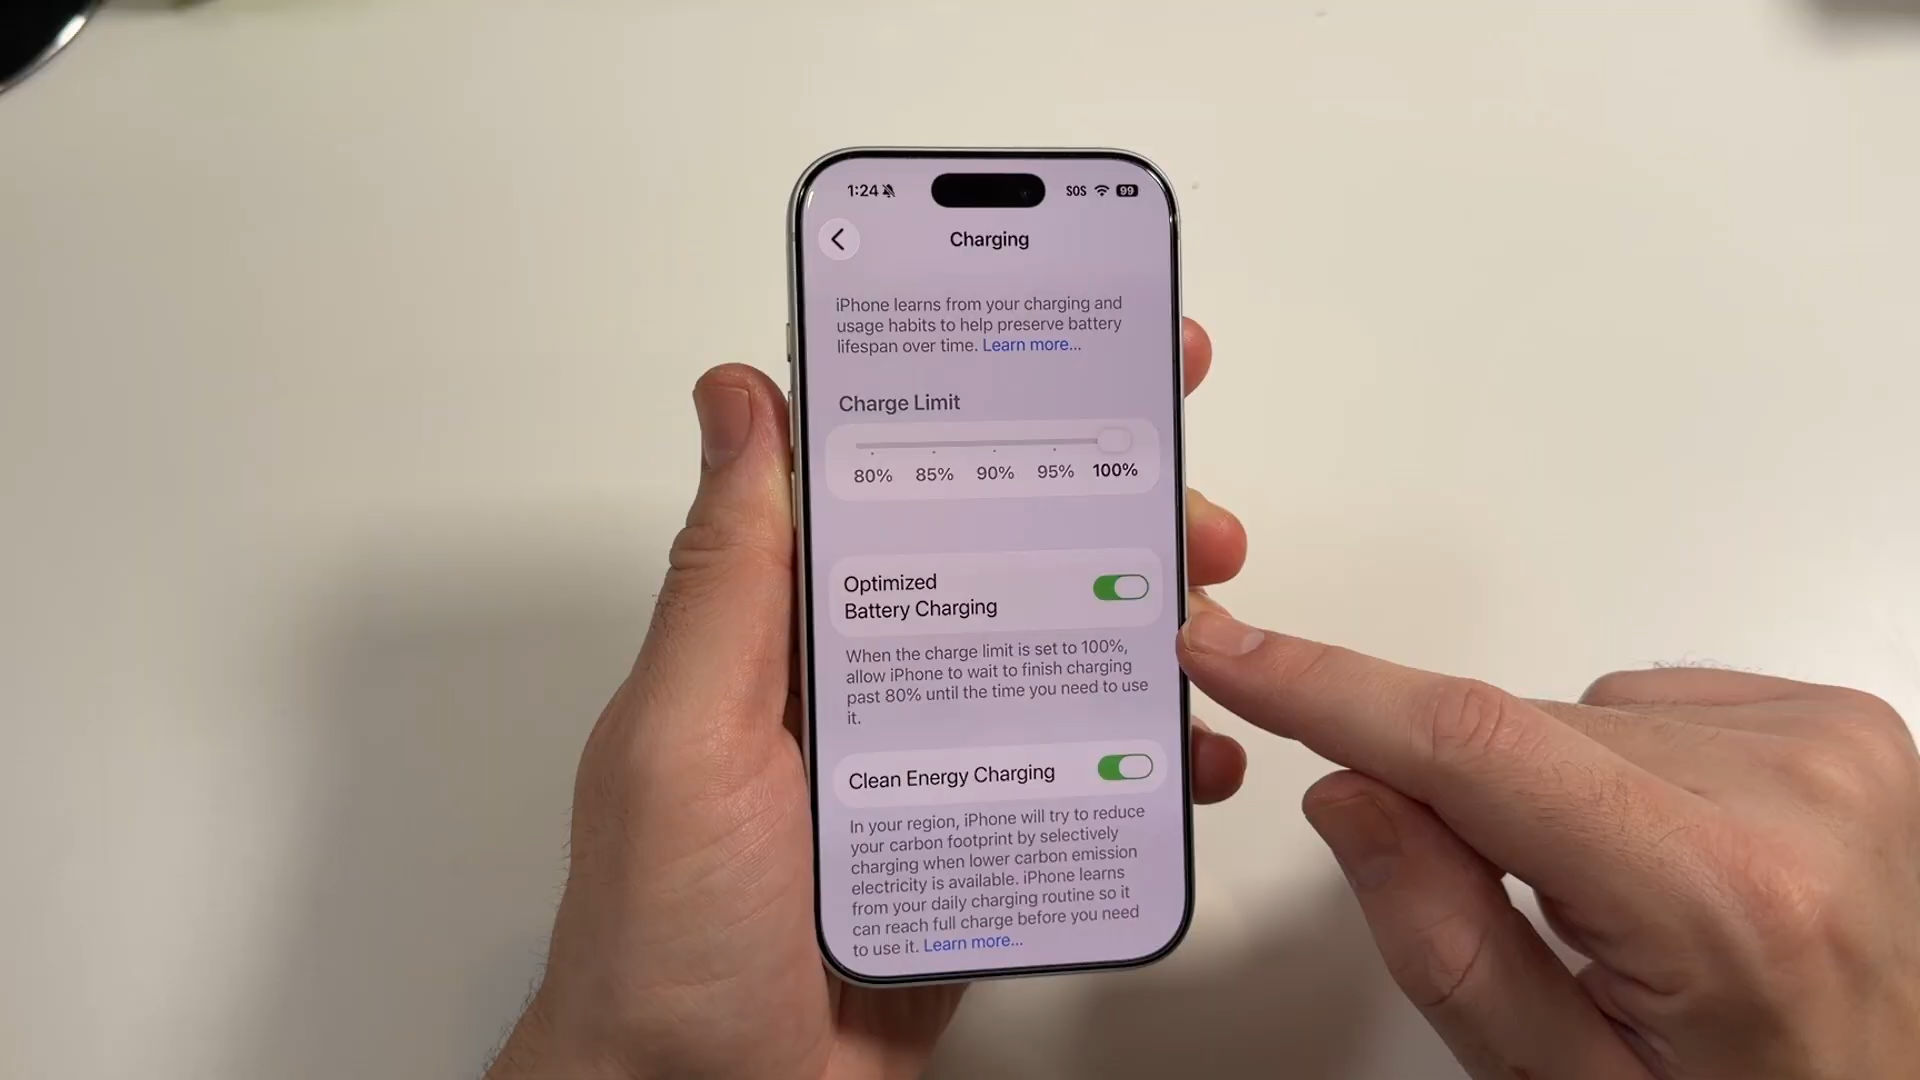 1:24 SOS 99
Charging
iPhone learns from your charging and
usage habits to help preserve battery
lifespan over time. Learn more...
Charge Limit
80% 85% 90% 95% 100%
Optimized
Battery Charging
When the charge limit is set to 100%,
allow iPhone to wait to finish charging
past 80% until the time you need to use
it.
Clean Energy Charging
In your region, iPhone will try to reduce
your carbon footprint by selectively
charging when lower carbon emission
electricity is available. iPhone learns
from your daily charging routine so it
can reach full charge before you need
to use it. Learn more...